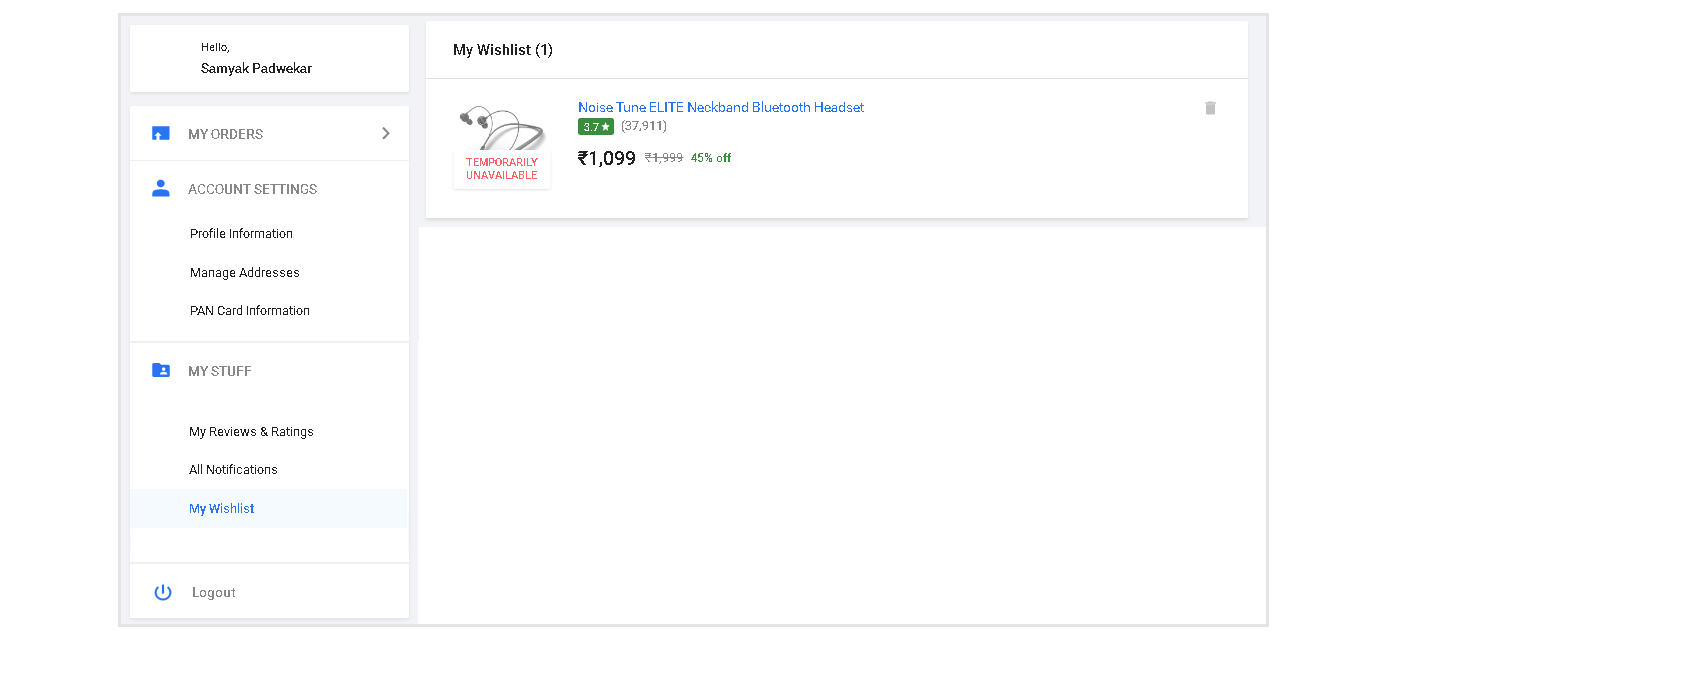 Hello,
Samyak Padwekar
MY ORDERS
ACCOUNT SETTINGS
Profile Information
Manage Addresses
PAN Card Information
MY STUFF
My Reviews & Ratings
All Notifications
My Wishlist
Logout
My Wishlist (1)
Noise Tune ELITE Neckband Bluetooth Headset
3.7★ (37,911)
₹1,099 ₹1,999 45% off
TEMPORARILY
UNAVAILABLE